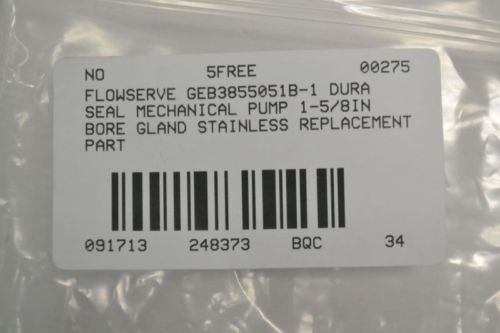 NO 5FREE 00275
FLOWSERVE GEB3855051B-1 DURA
SEAL MECHANICAL PUMP 1-5/8IN
BORE GLAND STAINLESS REPLACEMENT
PART
091713 248373 BQC 34